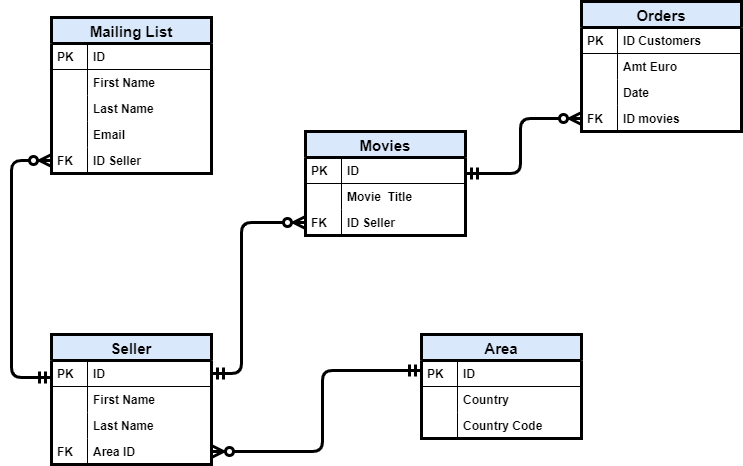 Mailing List
PK ID
First Name
Last Name
Email
FK ID Seller
Orders
PK ID Customers
Amt Euro
Date
FK ID movies
Movies
PK ID
Movie Title
FK ID Seller
Seller
PK ID
First Name
Last Name
FK Area ID
Area
PK ID
Country
Country Code